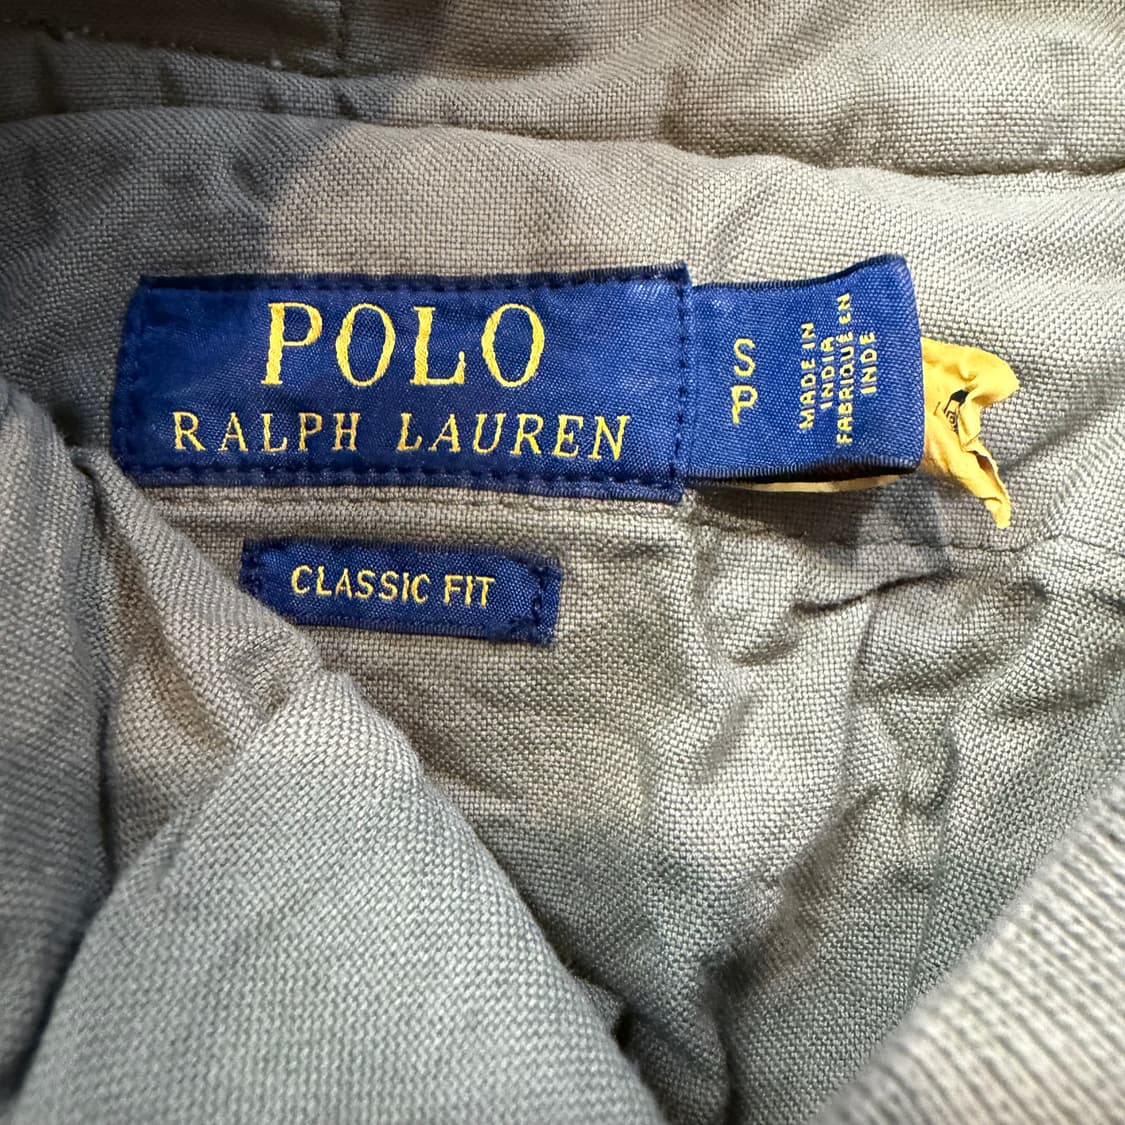 POLO
RALPH LAUREN
S
P
MADE IN
INDIA
FABRIQUÉ EN
INDE
CLASSIC FIT